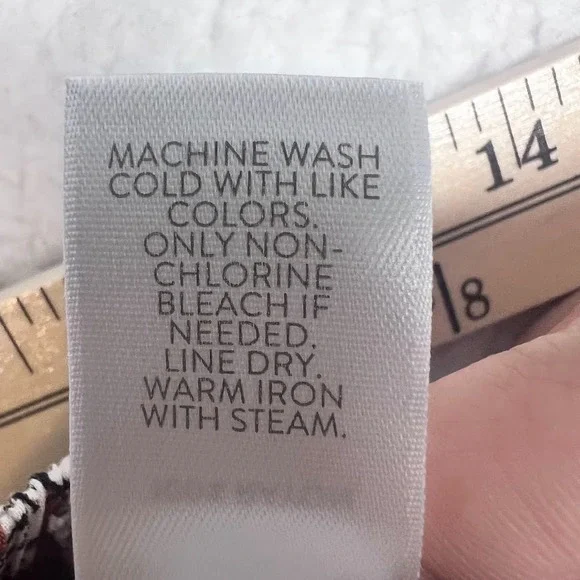 MACHINE WASH
COLD WITH LIKE
COLORS.
ONLY NON-
CHLORINE
BLEACH IF
NEEDED.
LINE DRY.
WARM IRON
WITH STEAM.
14
8